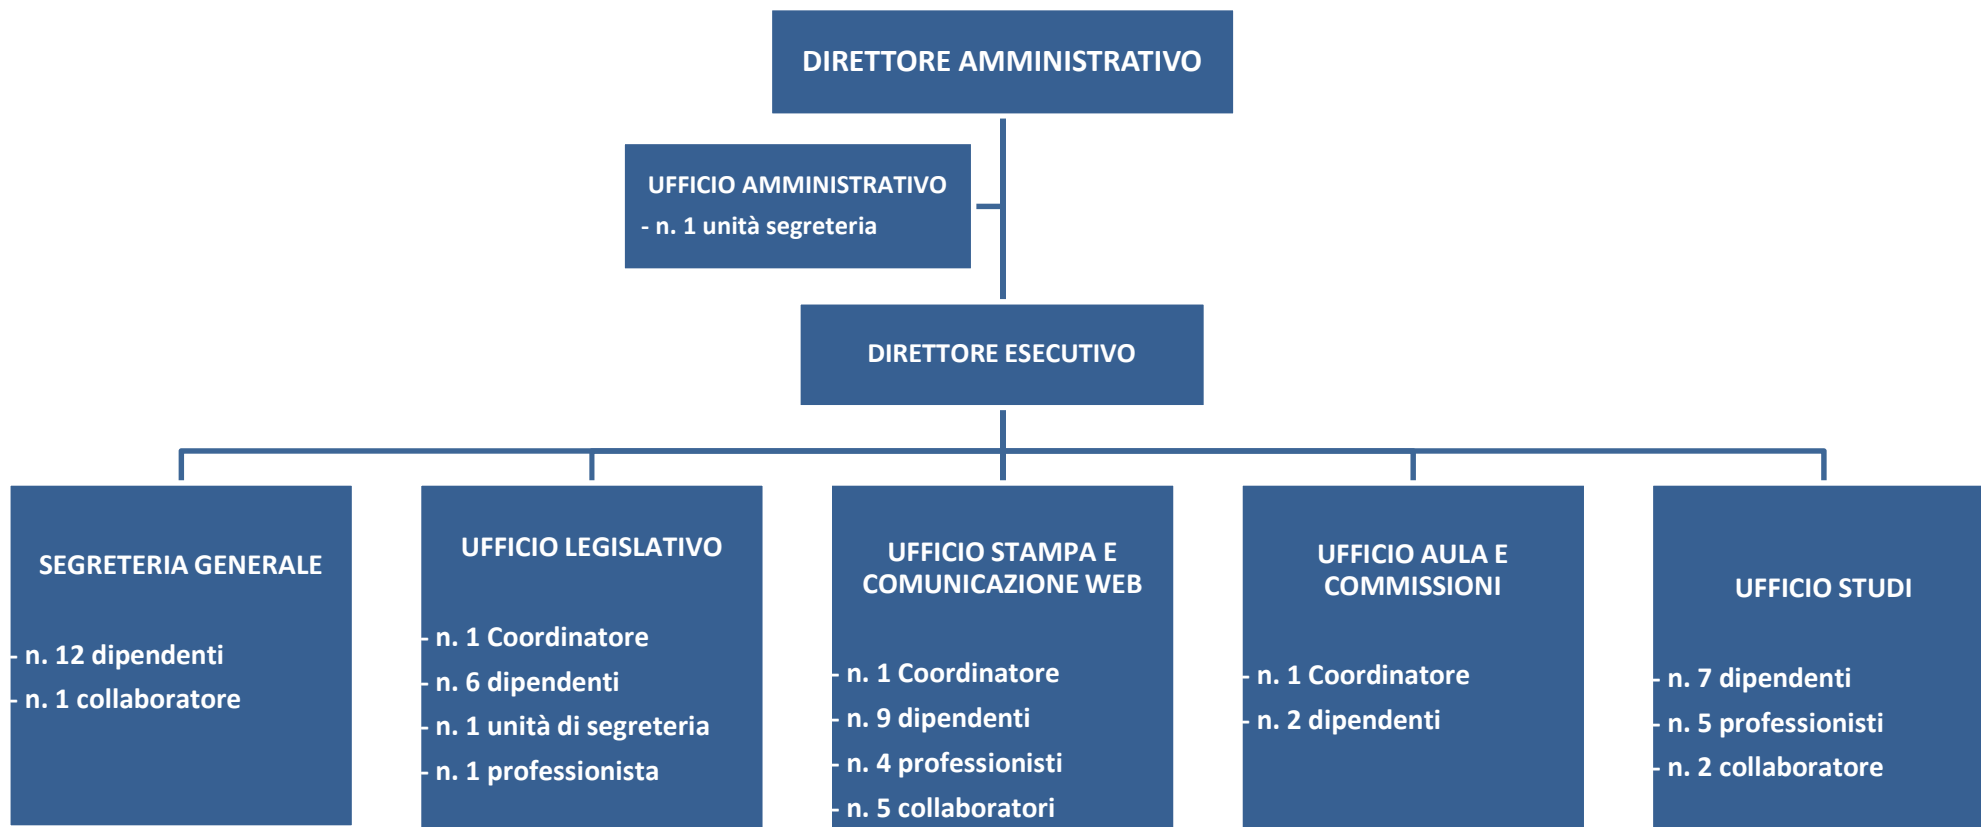 DIRETTORE AMMINISTRATIVO
UFFICIO AMMINISTRATIVO
- n. 1 unità segreteria
DIRETTORE ESECUTIVO
SEGRETERIA GENERALE
- n. 12 dipendenti
- n. 1 collaboratore
UFFICIO LEGISLATIVO
- n. 1 Coordinatore
- n. 6 dipendenti
- n. 1 unità di segreteria
- n. 1 professionista
UFFICIO STAMPA E
COMUNICAZIONE WEB
- n. 1 Coordinatore
- n. 9 dipendenti
- n. 4 professionisti
- n. 5 collaboratori
UFFICIO AULA E
COMMISSIONI
- n. 1 Coordinatore
- n. 2 dipendenti
UFFICIO STUDI
- n. 7 dipendenti
- n. 5 professionisti
- n. 2 collaboratore